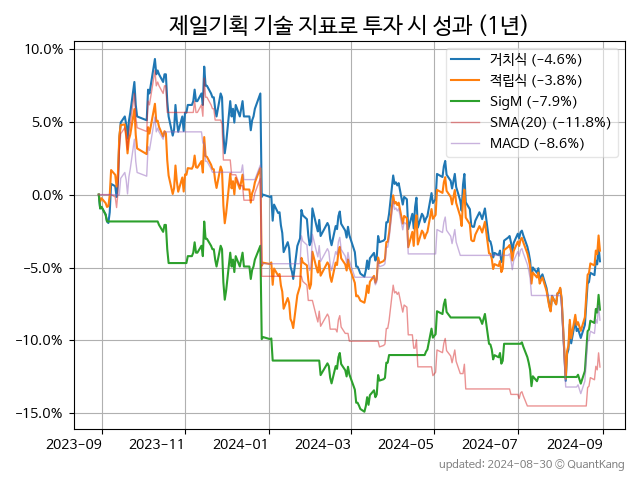 제일기획 기술 지표로 투자 시 성과 (1년)
10.0%
5.0%
0.0%
−5.0%
−10.0%
−15.0%
거치식 (−4.6%)
적립식 (−3.8%)
SigM (−7.9%)
SMA(20) (−11.8%)
MACD (−8.6%)
2023-09 2023-11 2024-01 2024-03 2024-05 2024-07 2024-09
updated: 2024-08-30 © QuantKang